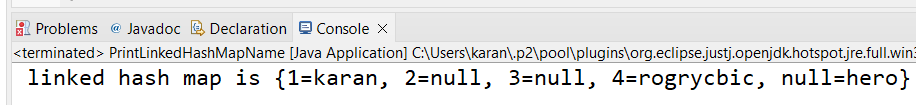 Problems @ Javadoc Declaration Console ×
<terminated> PrintLinkedHashMapName [Java Application] C:\Users\karan\.p2\pool\plugins\org.eclipse.justj.openjdk.hotspot.jre.full.win3
linked hash map is {1=karan, 2=null, 3=null, 4=rogrycbic, null=hero}